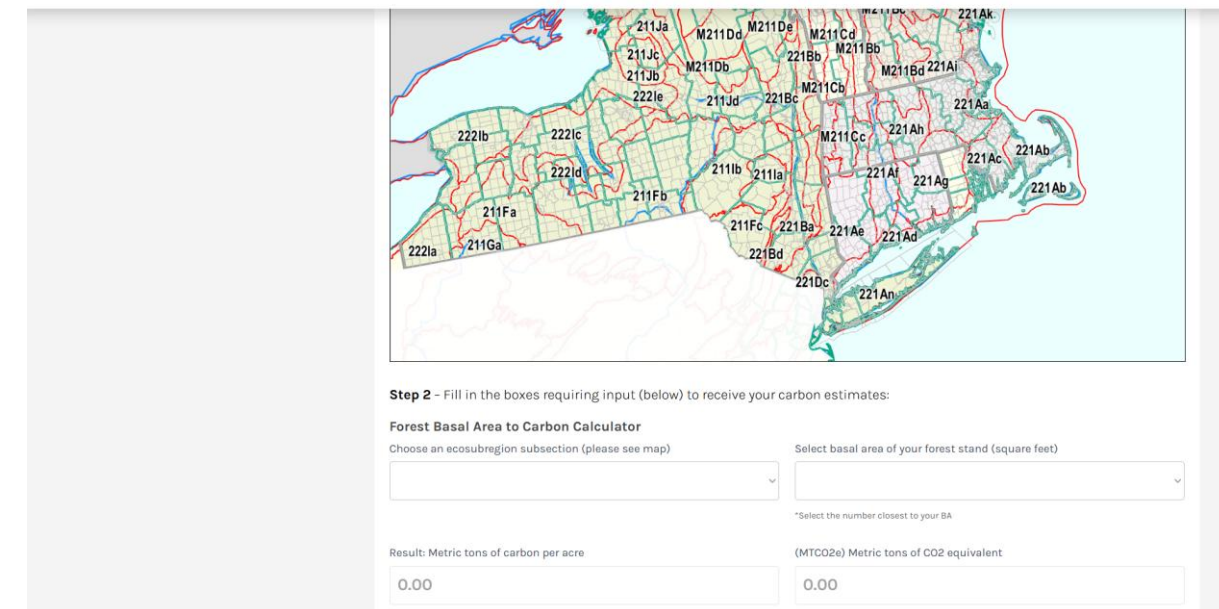 221Ak
211Ja
M211Dd
M211De
M211Cd
211Jc
221Bb
M211Bb
211Jb
M211Db
M211Bd
221Ai
222Ie
211Jd
221Bc
M211Cb
221Aa
222Ib
222Ic
M211Cc
221Ah
222Id
211Ib
211Ia
221Af
221Ag
221Ac
221Ab
211Fb
221Ab
211Fa
211Fc
221Ba
221Ae
221Ad
222Ia
211Ga
221Bd
221Dc
221An
Step 2 – Fill in the boxes requiring input (below) to receive your carbon estimates:
Forest Basal Area to Carbon Calculator
Choose an ecosubregion subsection (please see map)
Select basal area of your forest stand (square feet)
*Select the number closest to your BA
Result: Metric tons of carbon per acre
(MTCO2e) Metric tons of CO2 equivalent
0.00
0.00